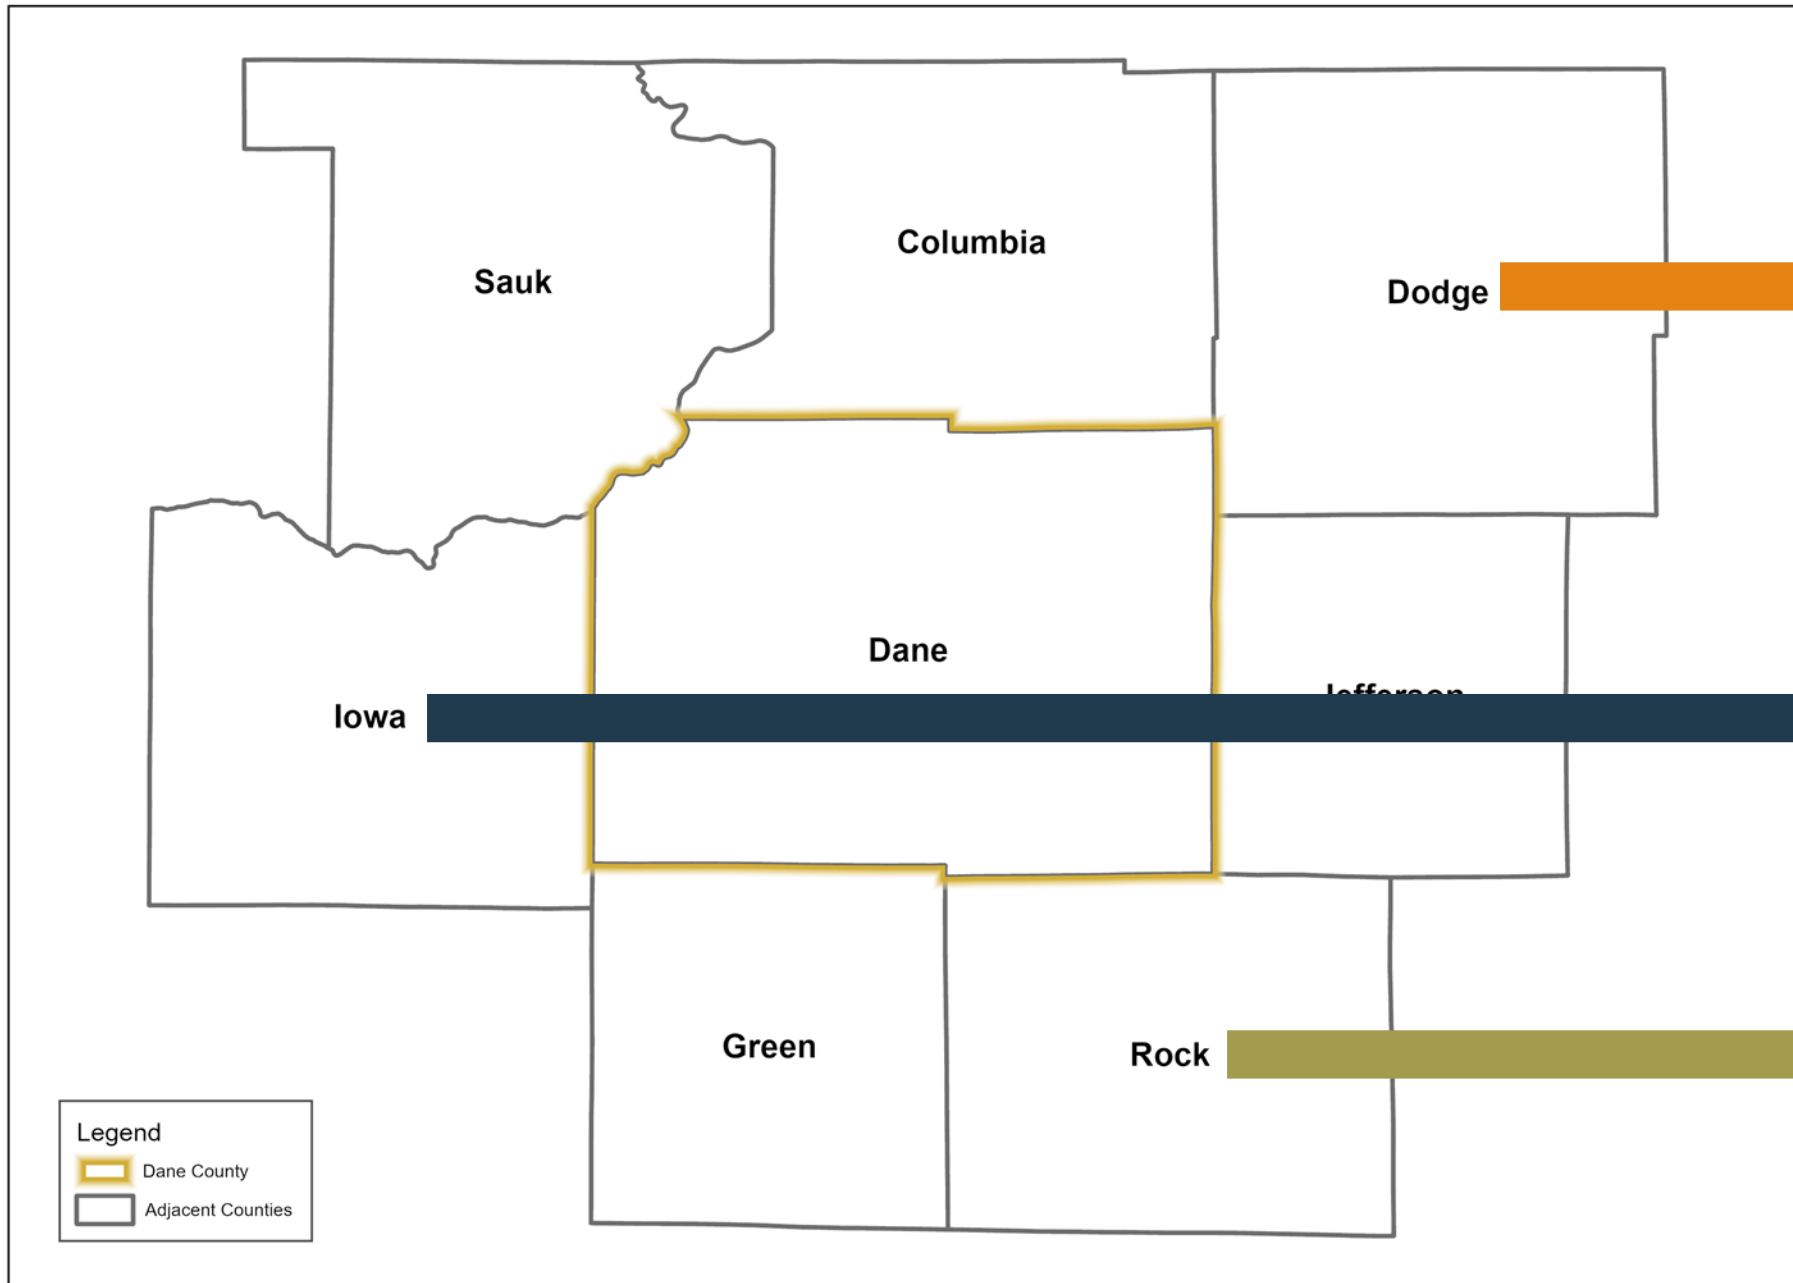 Columbia
Sauk
Dodge
Dane
Iowa
Green
Rock
Legend
Dane County
Adjacent Counties